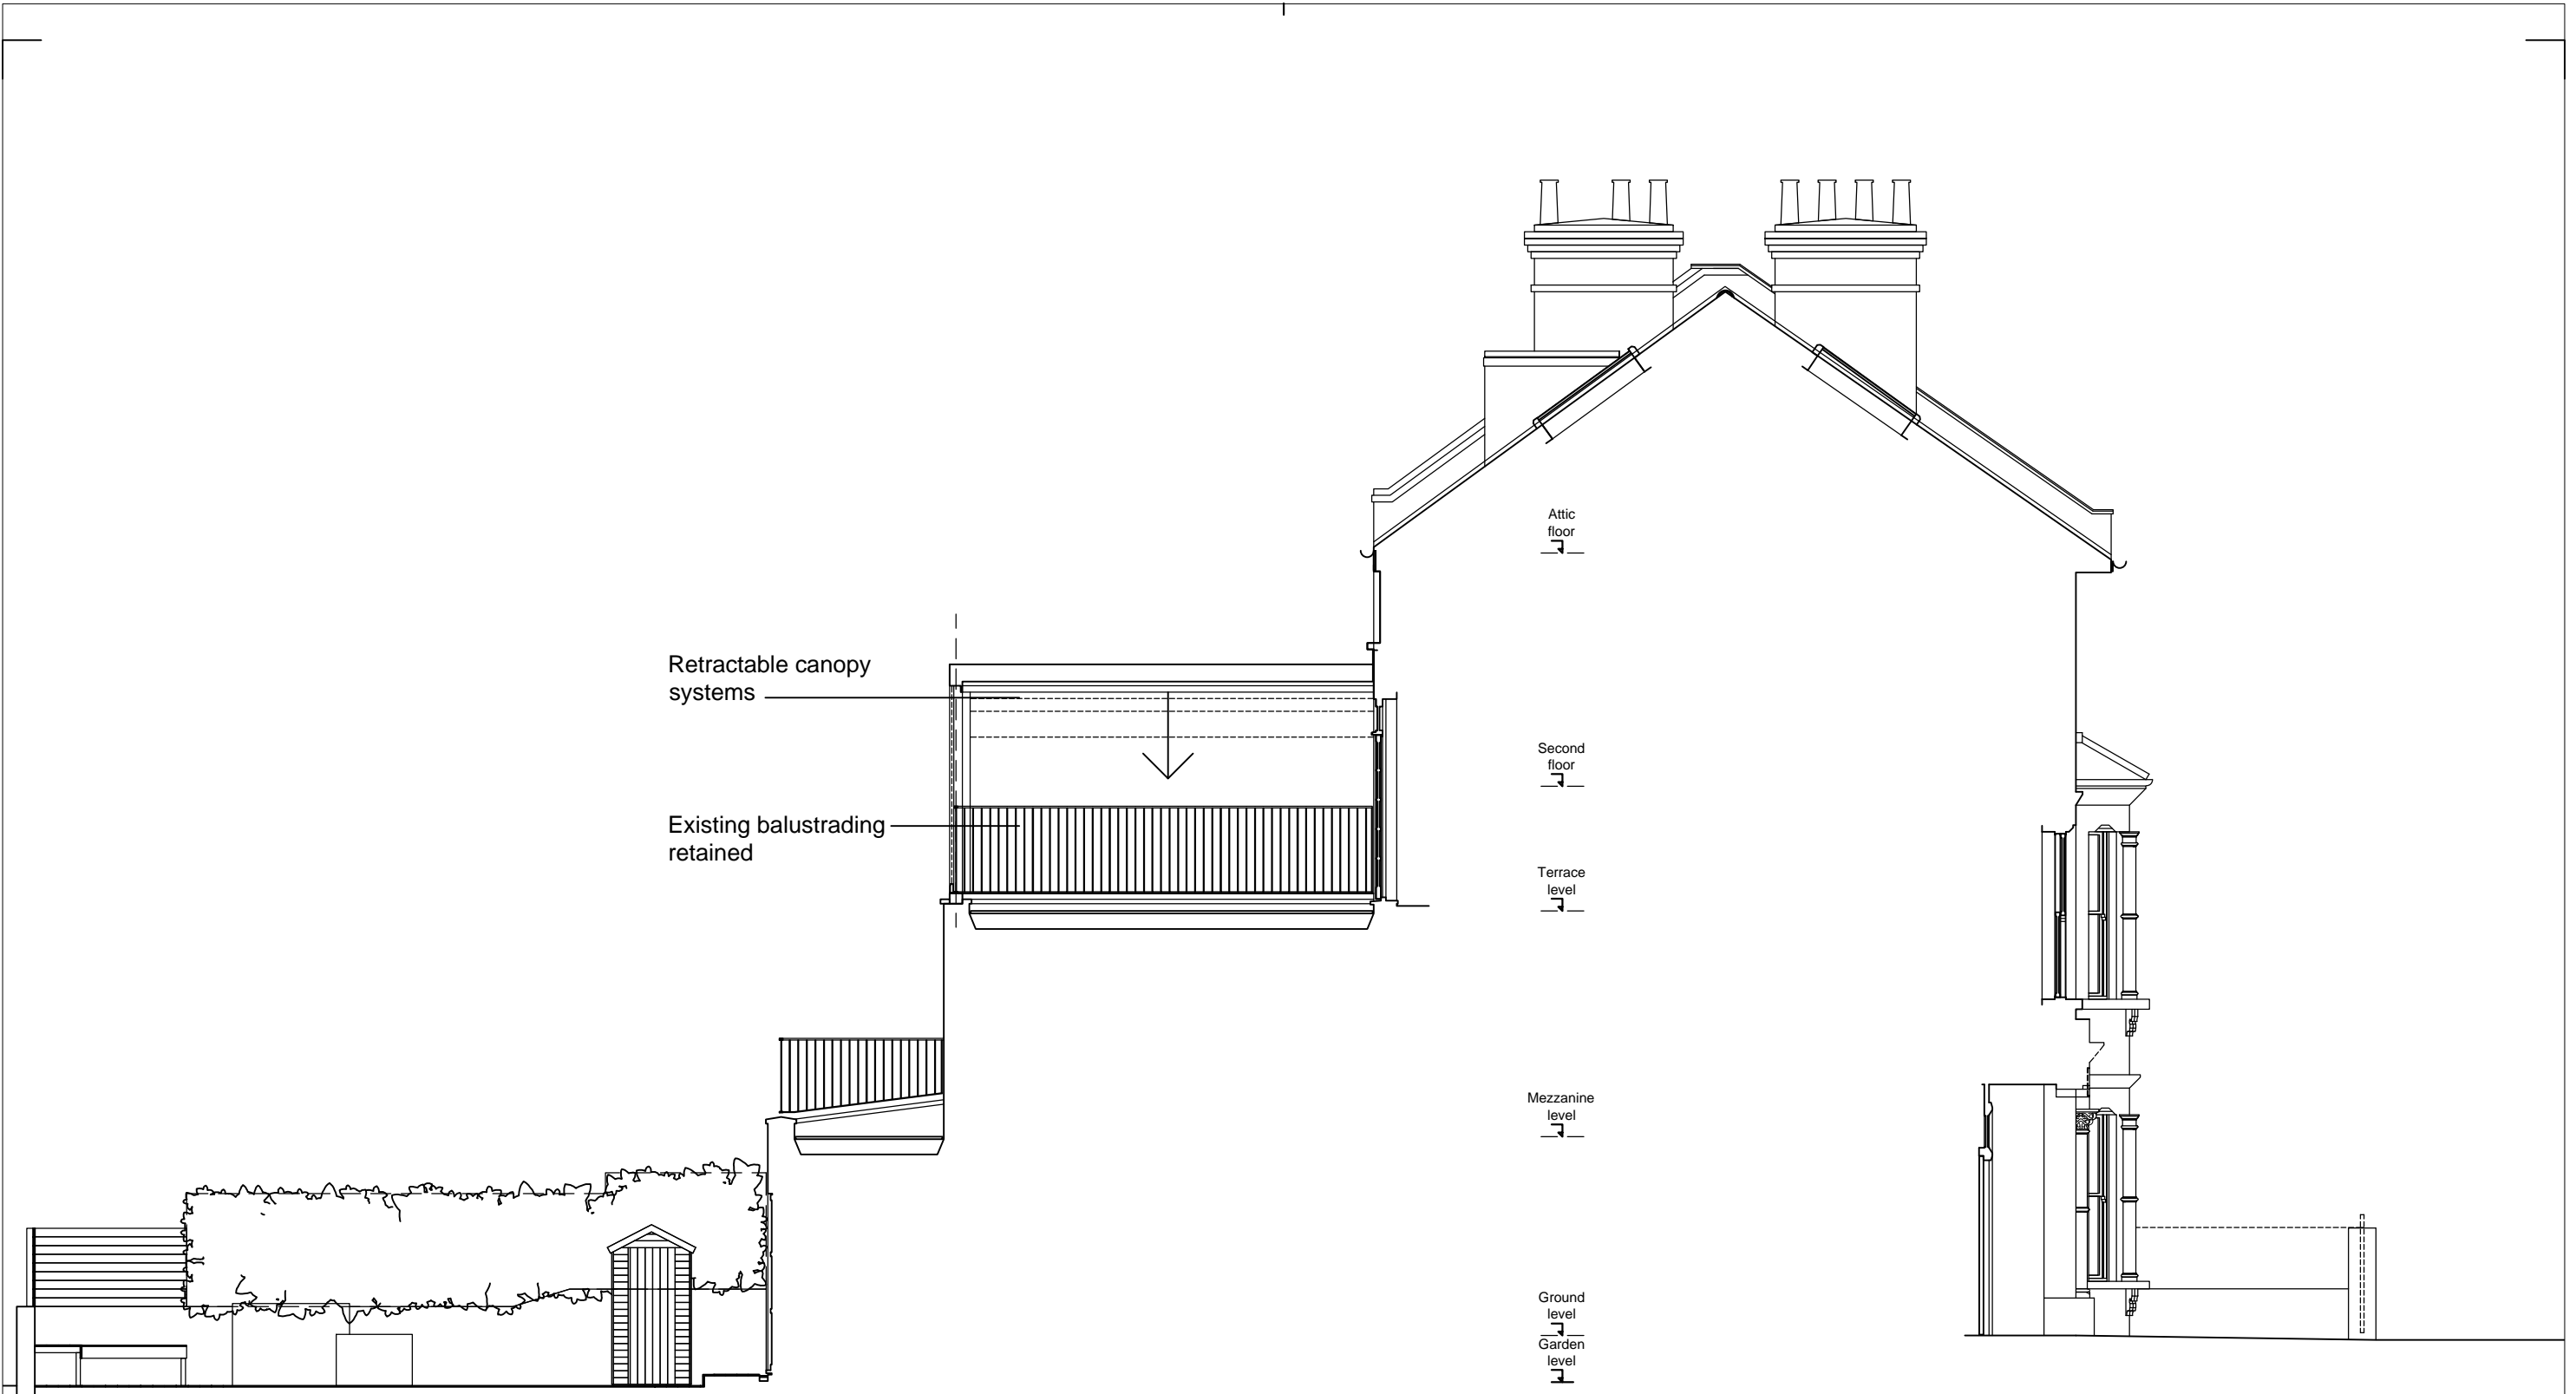 Attic
floor
Retractable canopy
systems
Second
floor
Existing balustrading
retained
Terrace
level
Mezzanine
level
Ground
level
Garden
level